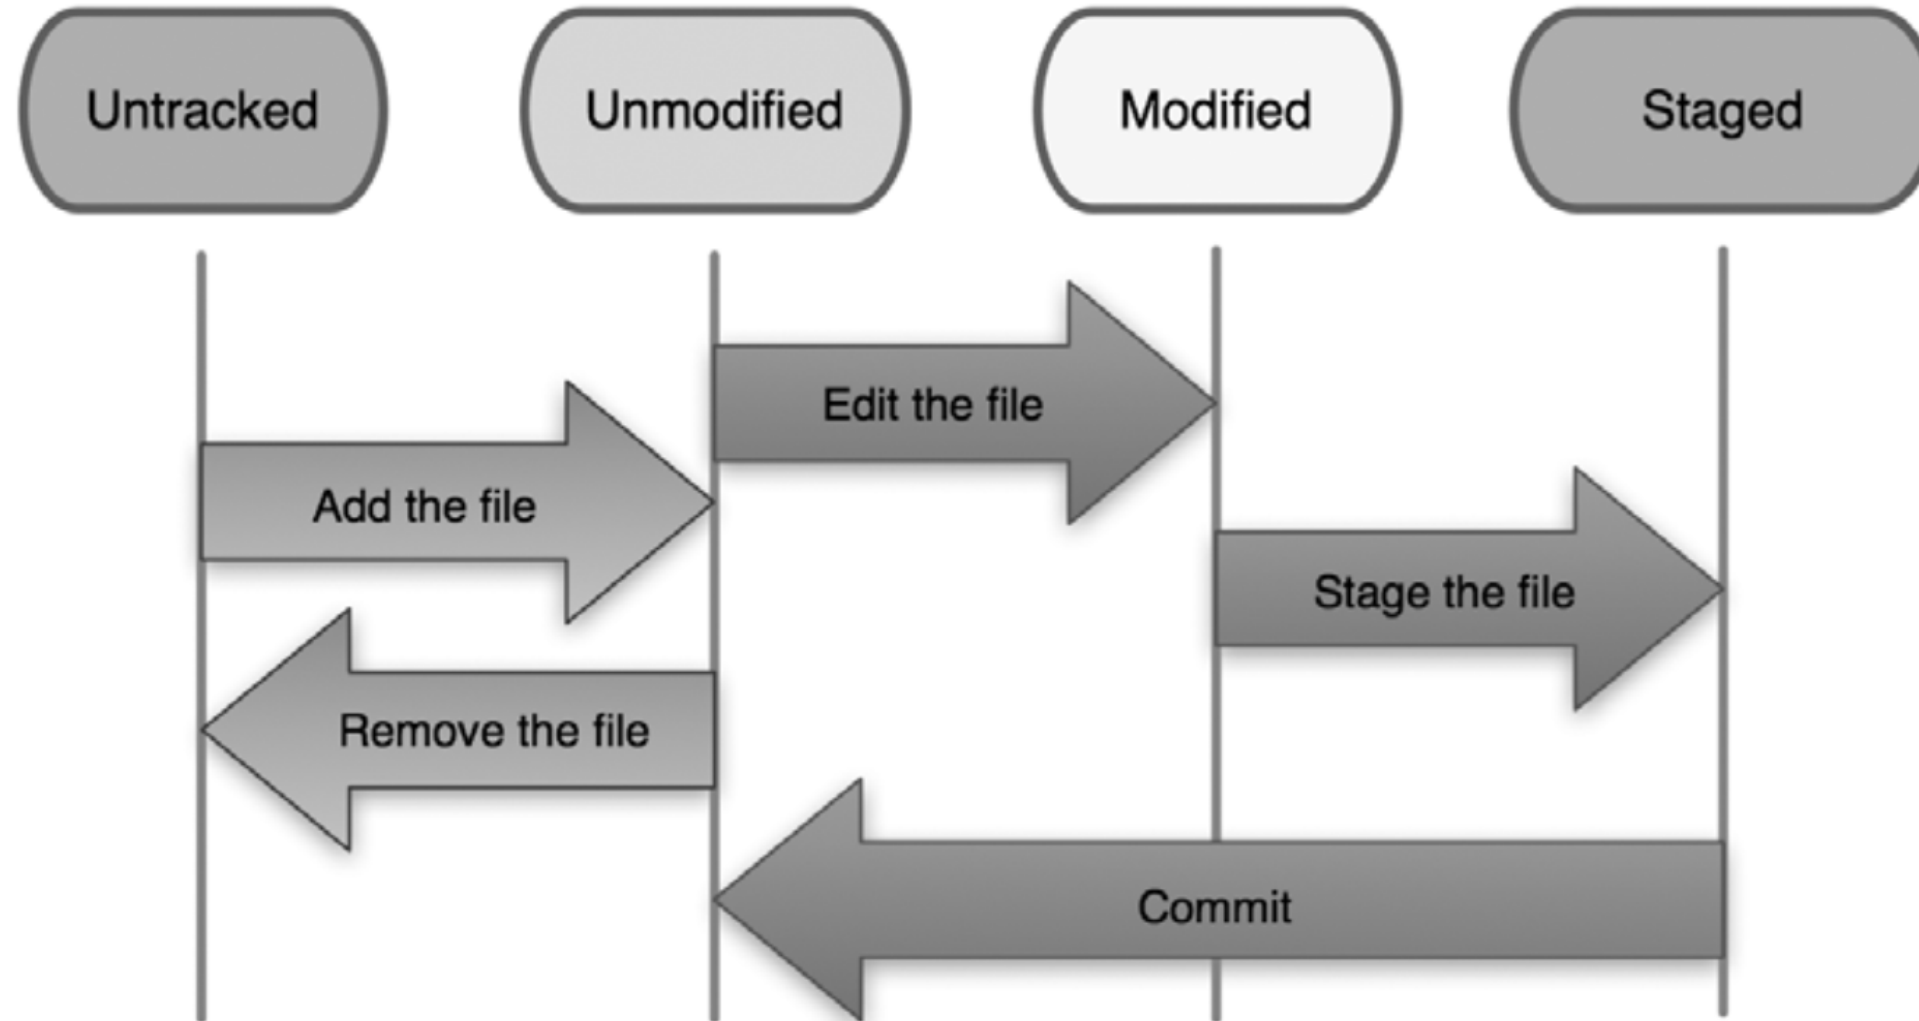 Untracked
Unmodified
Modified
Staged
Edit the file
Add the file
Stage the file
Remove the file
Commit